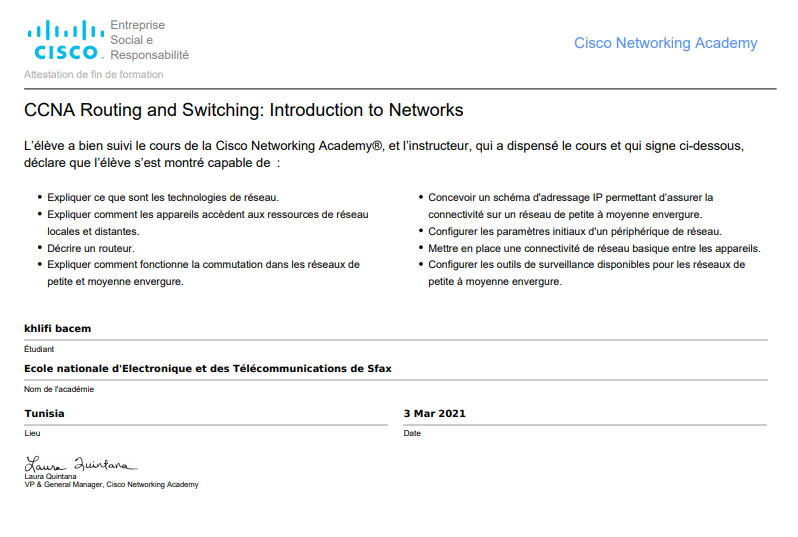 CISCO
Entreprise
Social e
Responsabilité
Cisco Networking Academy
Attestation de fin de formation
CCNA Routing and Switching: Introduction to Networks
L'élève a bien suivi le cours de la Cisco Networking Academy®, et l'instructeur, qui a dispensé le cours et qui signe ci-dessous,
déclare que l'élève s'est montré capable de :
• Expliquer ce que sont les technologies de réseau.
• Expliquer comment les appareils accèdent aux ressources de réseau
locales et distantes.
• Décrire un routeur.
• Expliquer comment fonctionne la commutation dans les réseaux de
petite et moyenne envergure.
• Concevoir un schéma d'adressage IP permettant d'assurer la
connectivité sur un réseau de petite à moyenne envergure.
• Configurer les paramètres initiaux d'un périphérique de réseau.
• Mettre en place une connectivité de réseau basique entre les appareils.
• Configurer les outils de surveillance disponibles pour les réseaux de
petite à moyenne envergure.
khlifi bacem
Étudiant
Ecole nationale d'Electronique et des Télécommunications de Sfax
Nom de l'académie
Tunisia
Lieu
3 Mar 2021
Date
Laura Quintana
Laura Quintana
VP & General Manager, Cisco Networking Academy